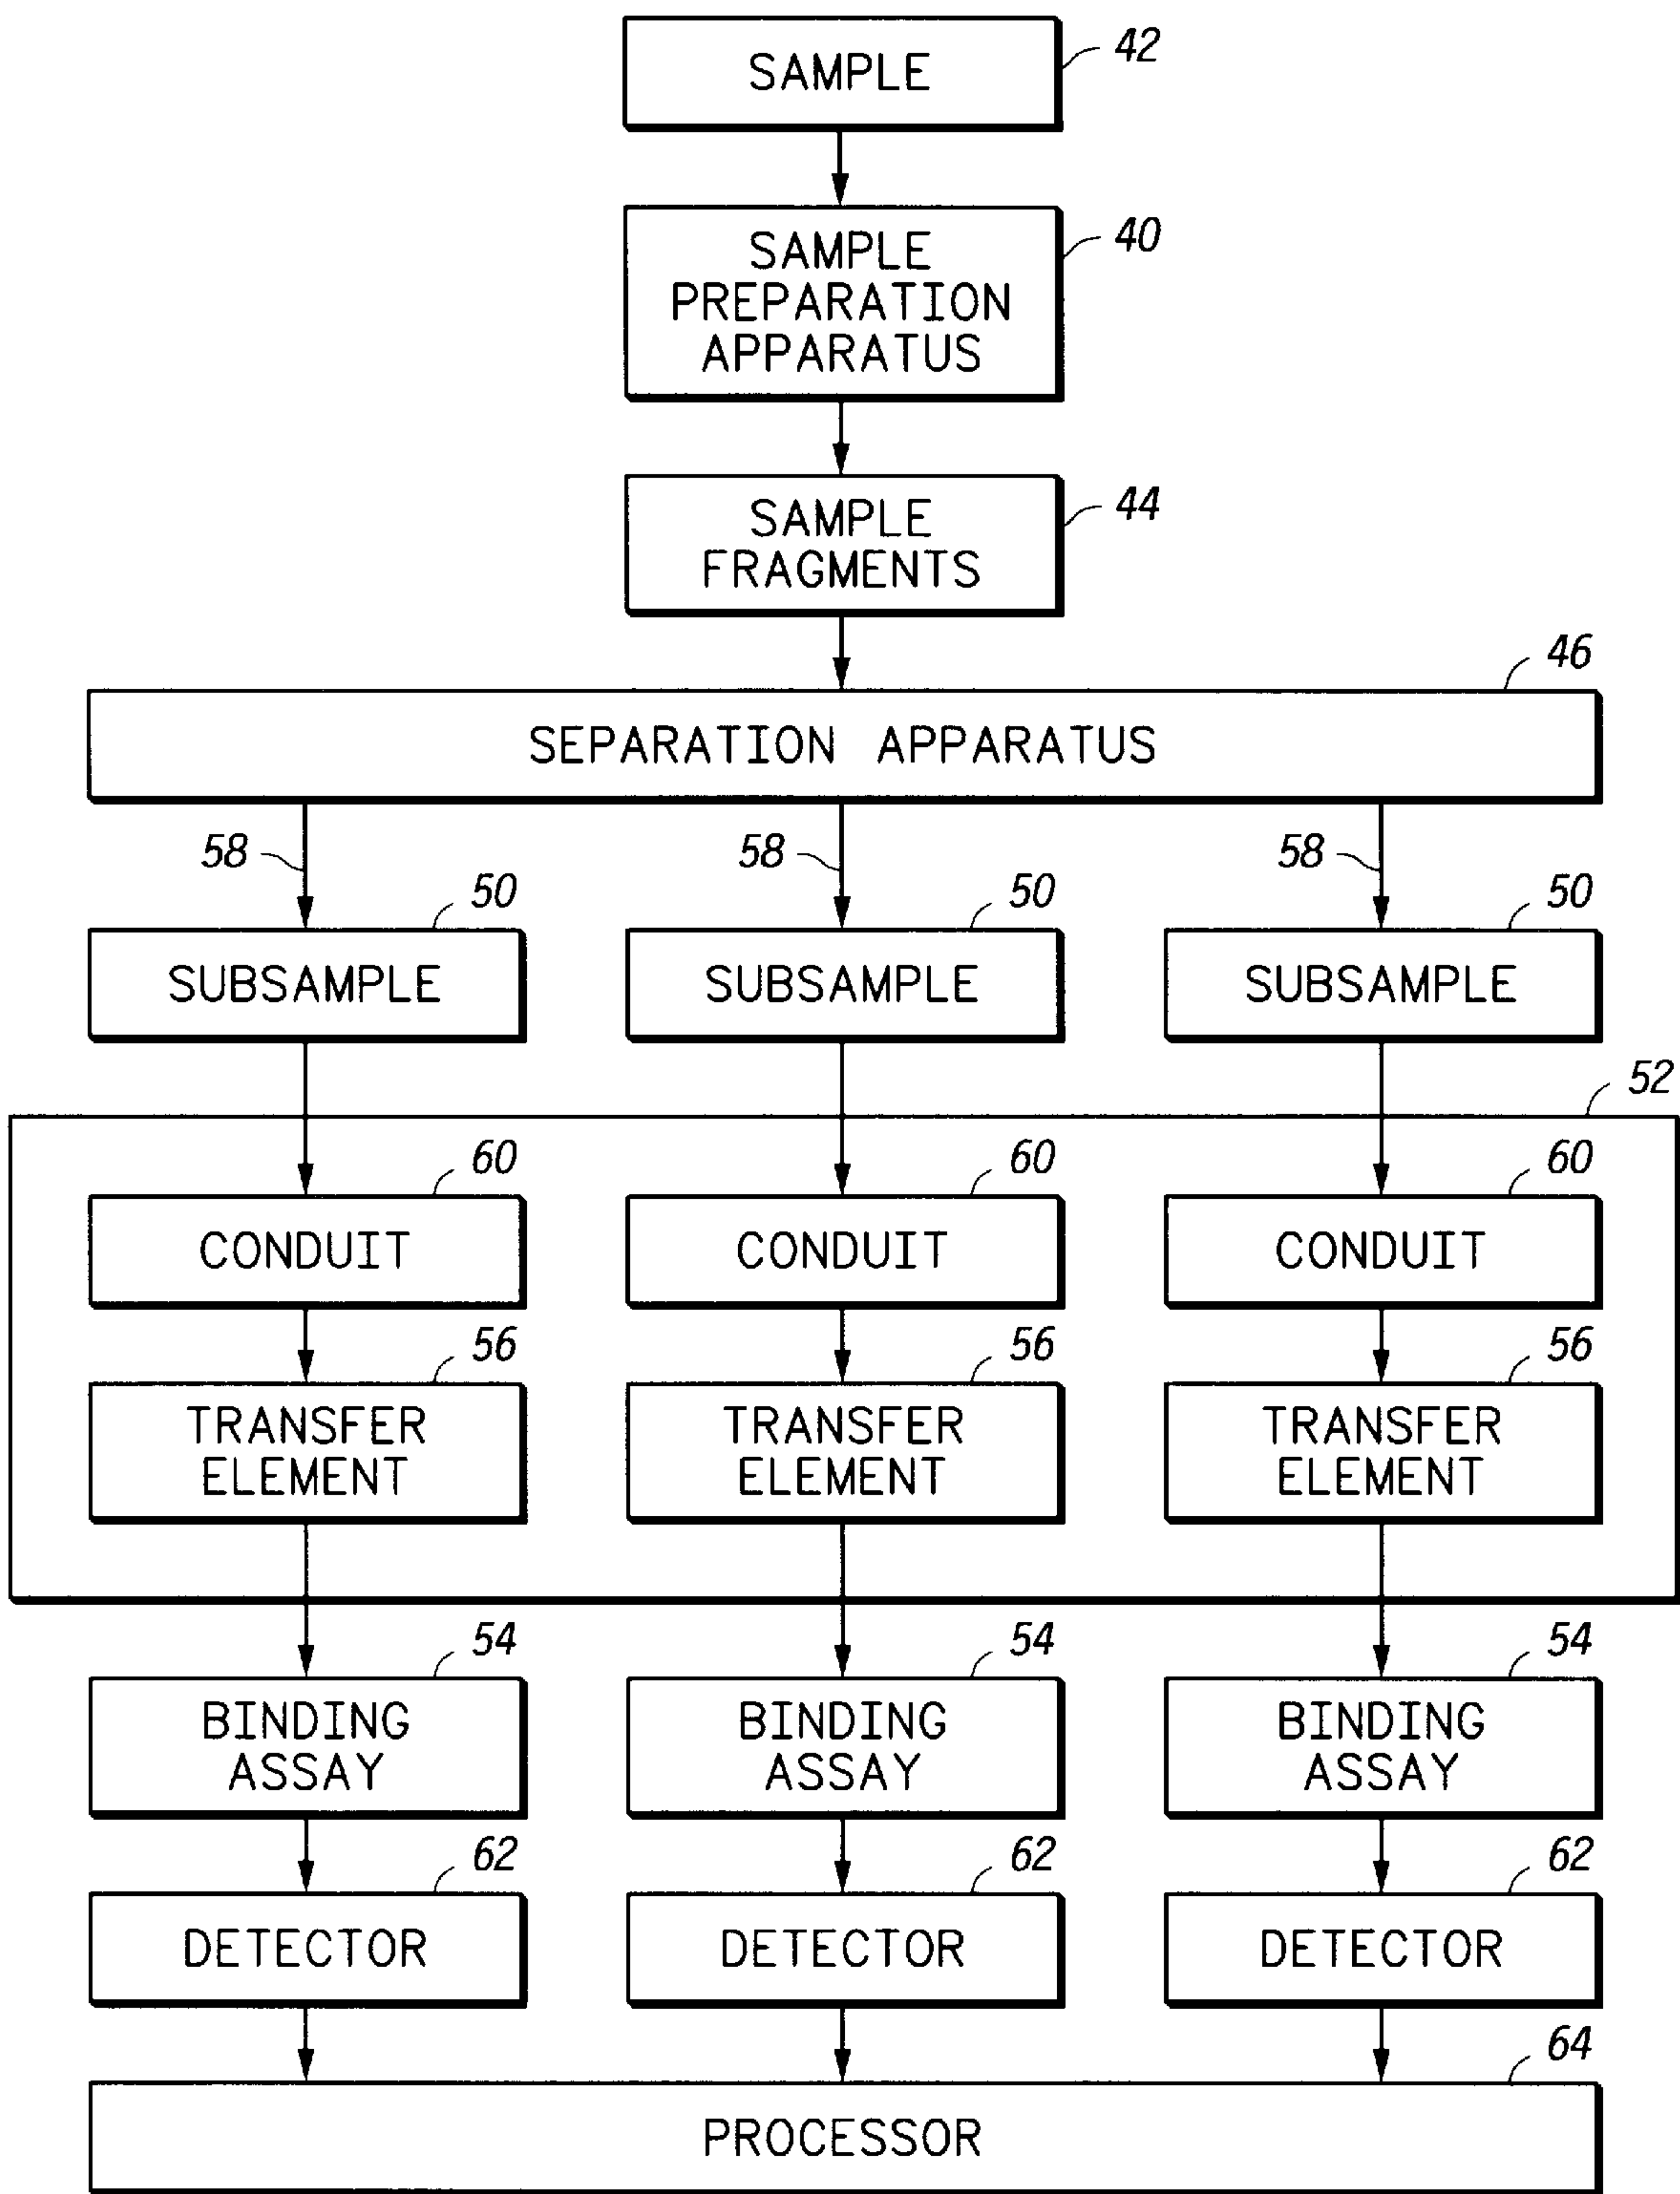 SAMPLE
42
SAMPLE
PREPARATION
APPARATUS
40
SAMPLE
FRAGMENTS
44
46
SEPARATION APPARATUS
58
58
58
50
50
50
SUBSAMPLE
SUBSAMPLE
SUBSAMPLE
52
60
60
60
CONDUIT
CONDUIT
CONDUIT
56
56
56
TRANSFER
ELEMENT
TRANSFER
ELEMENT
TRANSFER
ELEMENT
54
54
54
BINDING
ASSAY
BINDING
ASSAY
BINDING
ASSAY
62
62
62
DETECTOR
DETECTOR
DETECTOR
64
PROCESSOR